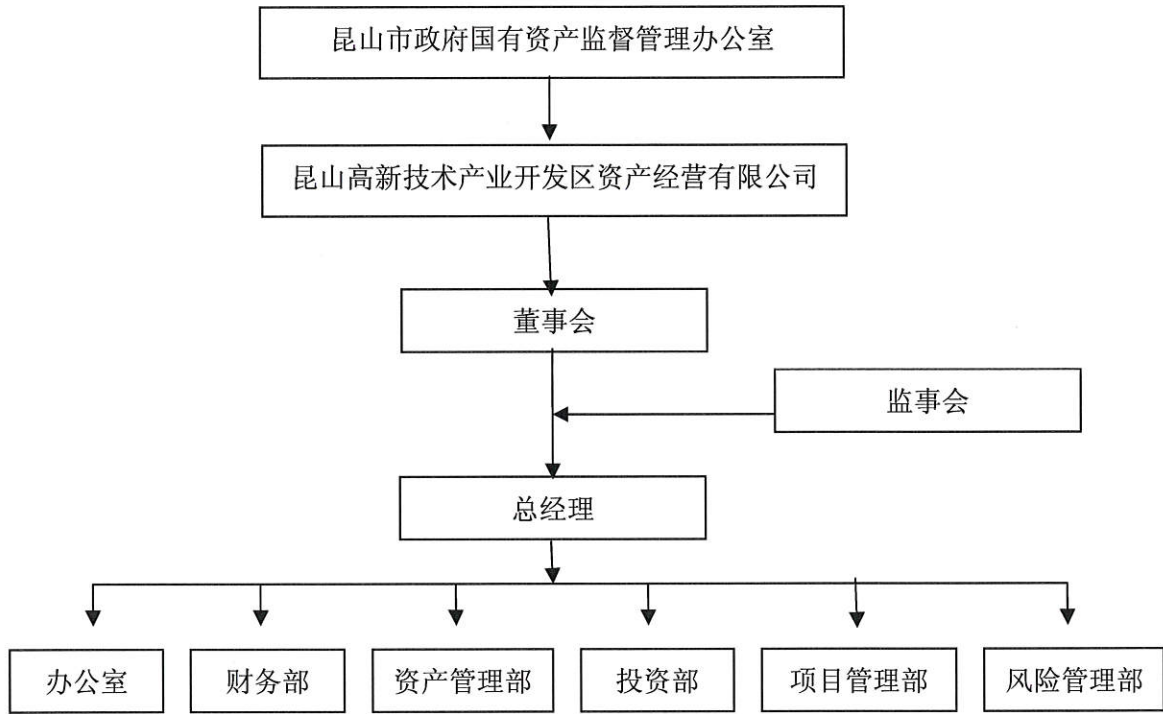 昆山市政府国有资产监督管理办公室
昆山高新技术产业开发区资产经营有限公司
董事会
监事会
总经理
办公室
财务部
资产管理部
投资部
项目管理部
风险管理部